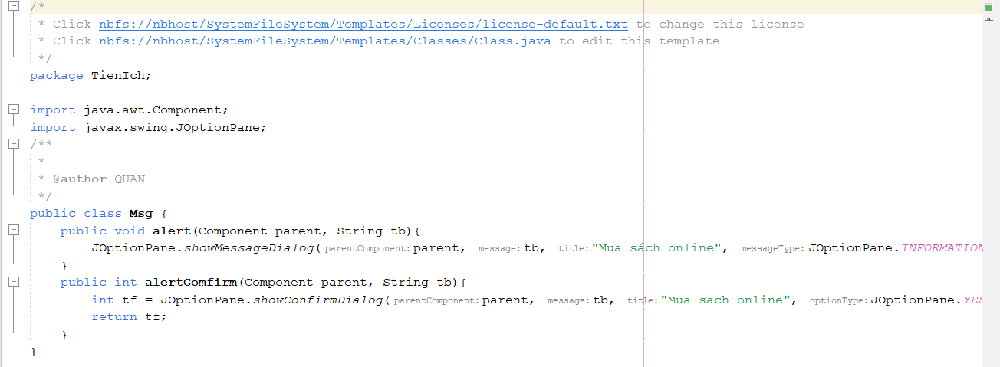 /*
 * Click nbfs://nbhost/SystemFileSystem/Templates/Licenses/license-default.txt to change this license
 * Click nbfs://nbhost/SystemFileSystem/Templates/Classes/Class.java to edit this template
 */
package TienIch;
import java.awt.Component;
import javax.swing.JOptionPane;
/**
 *
 * @author QUAN
 */
public class Msg {
    public void alert(Component parent, String tb){
        JOptionPane.showMessageDialog(parentComponent: parent, message: tb, title: "Mua sách online", messageType: JOptionPane.INFORMATION
    }
    public int alertComfirm(Component parent, String tb){
        int tf = JOptionPane.showConfirmDialog(parentComponent: parent, message: tb, title: "Mua sach online", optionType: JOptionPane.YES
        return tf;
    }
}